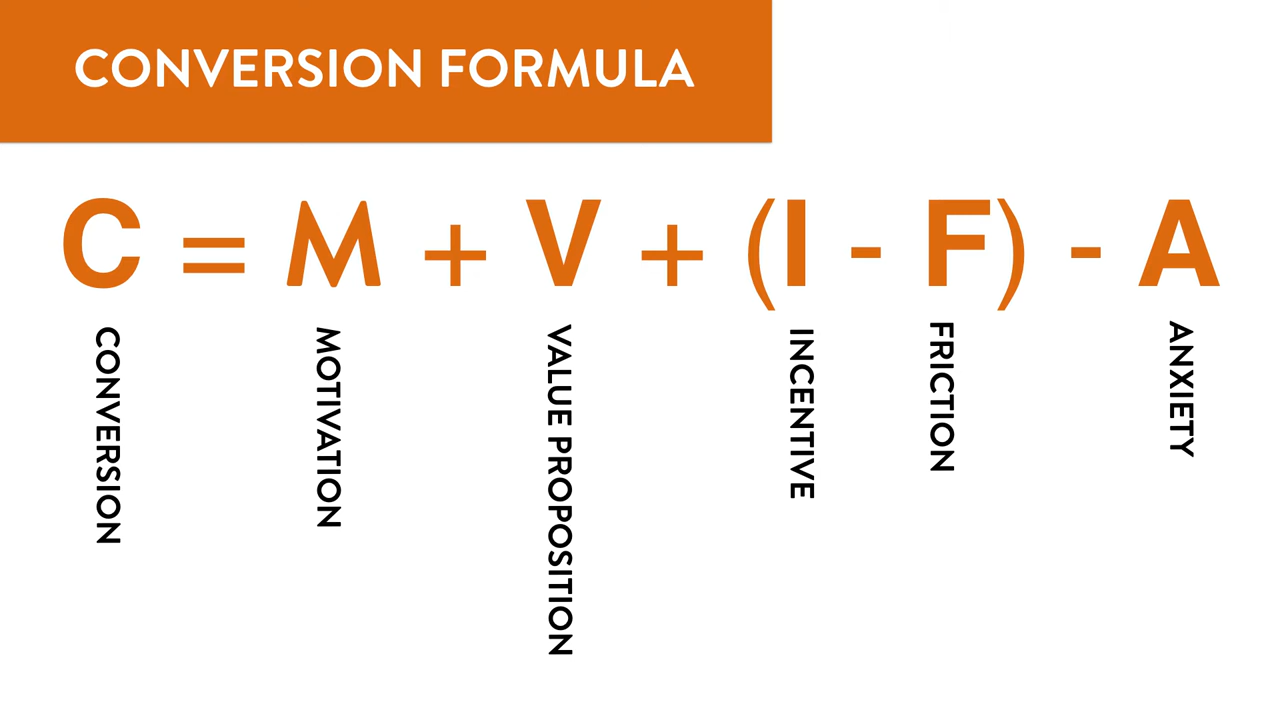 CONVERSION FORMULA
C = M + V + (I - F) - A
CONVERSION
MOTIVATION
VALUE PROPOSITION
INCENTIVE
FRICTION
ANXIETY